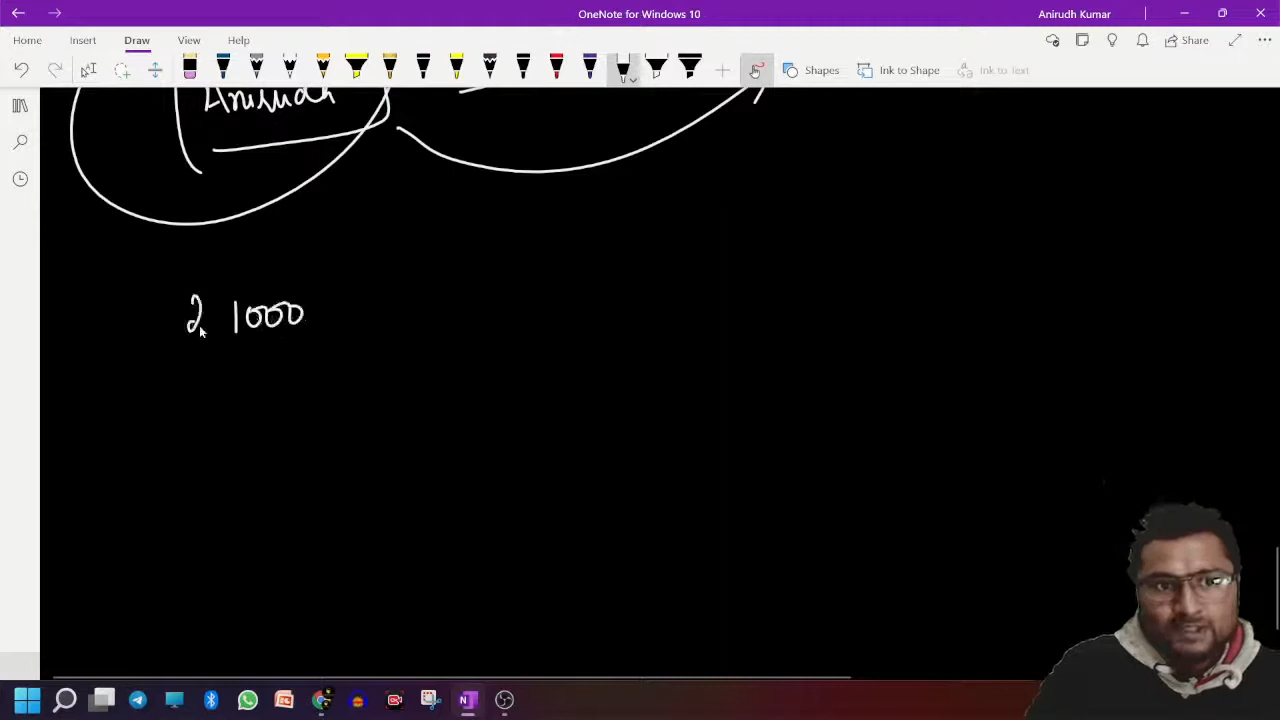 OneNote for Windows 10
Anirudh Kumar
Home Insert Draw View Help
Share
Shapes
Ink to Shape
Ink to Text
Anirudh
2 1000